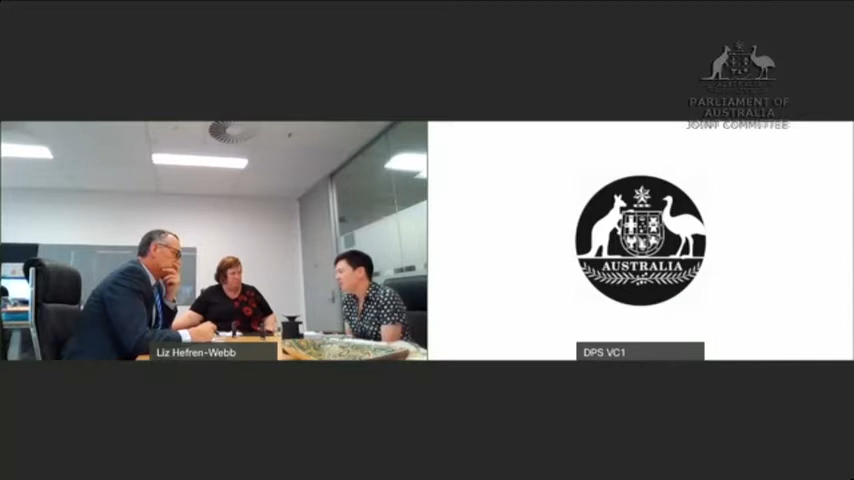 PARLIAMENT OF
AUSTRALIA
JOINT COMMITTEE
AUSTRALIA
Liz Hefren-Webb
DPS VC1